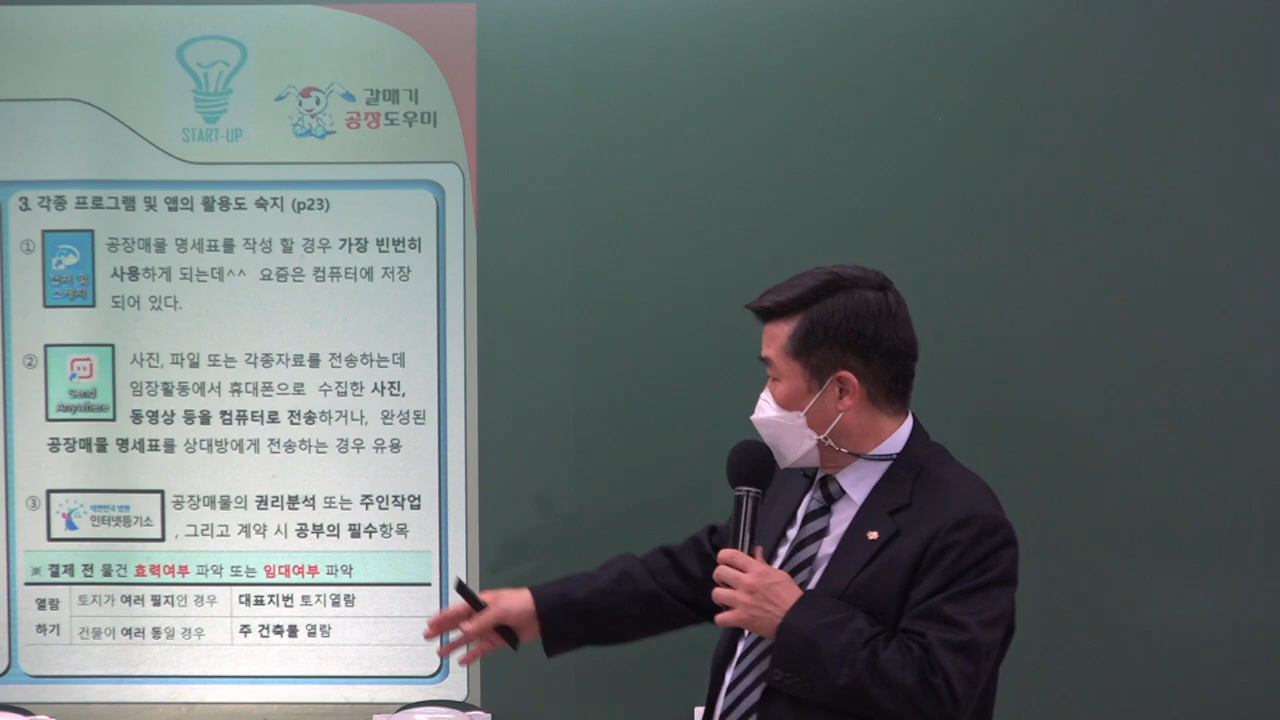 START-UP
갈매기
공장도우미
3. 각종 프로그램 및 앱의 활용도 숙지 (p23)
① 공장매물 명세표를 작성 할 경우 가장 빈번히
사용하게 되는데^^ 요즘은 컴퓨터에 저장
되어 있다.
캡처 및
스케치
② 사진, 파일 또는 각종자료를 전송하는데
임장활동에서 휴대폰으로 수집한 사진,
Send
Anywhere
동영상 등을 컴퓨터로 전송하거나, 완성된
공장매물 명세표를 상대방에게 전송하는 경우 유용
③ 대한민국 법원
인터넷등기소
공장매물의 권리분석 또는 주인작업
, 그리고 계약 시 공부의 필수항목
※ 결제 전 물건 효력여부 파악 또는 임대여부 파악
열람 토지가 여러 필지인 경우 대표지번 토지열람
하기 건물이 여러 동일 경우 주 건축물 열람